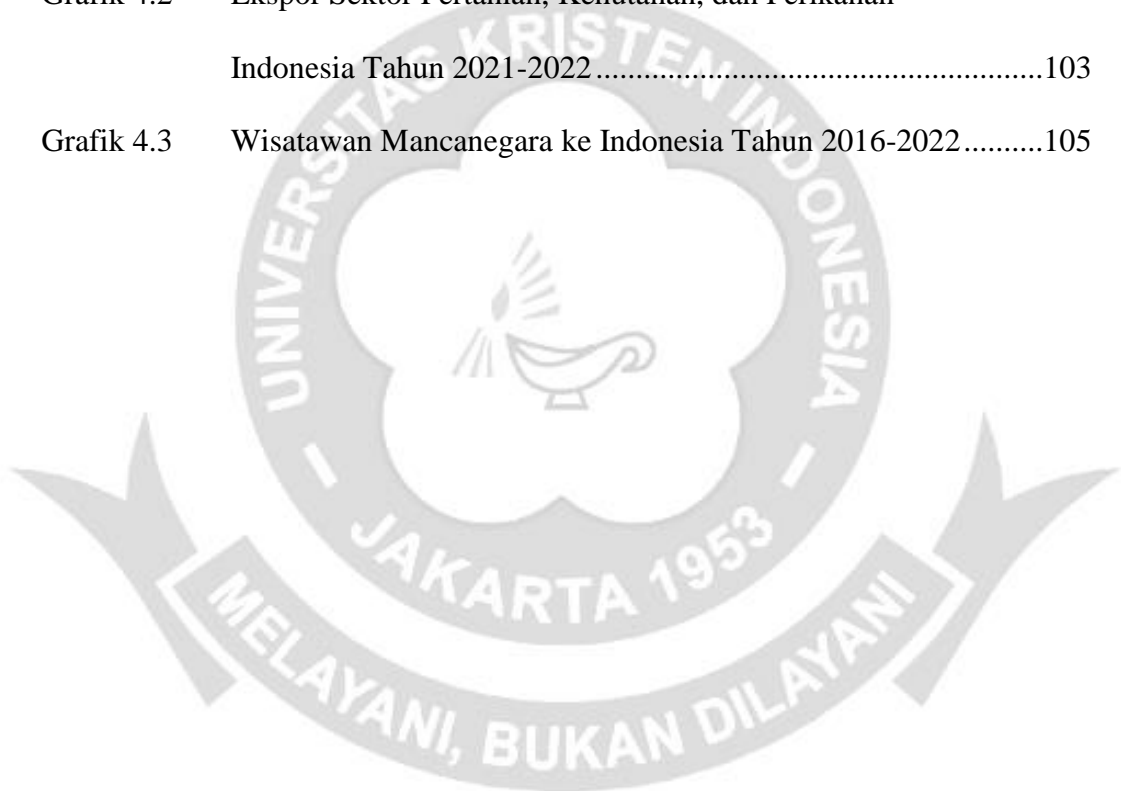 Grafik 4.2 Ekspor Sektor Pertanian, Kehutanan, dan Perikanan
Indonesia Tahun 2021-2022.......................................................103
Grafik 4.3 Wisatawan Mancanegara ke Indonesia Tahun 2016-2022..........105
UNIVERSITAS KRISTEN INDONESIA
JAKARTA 1953
MELAYANI, BUKAN DILAYANI